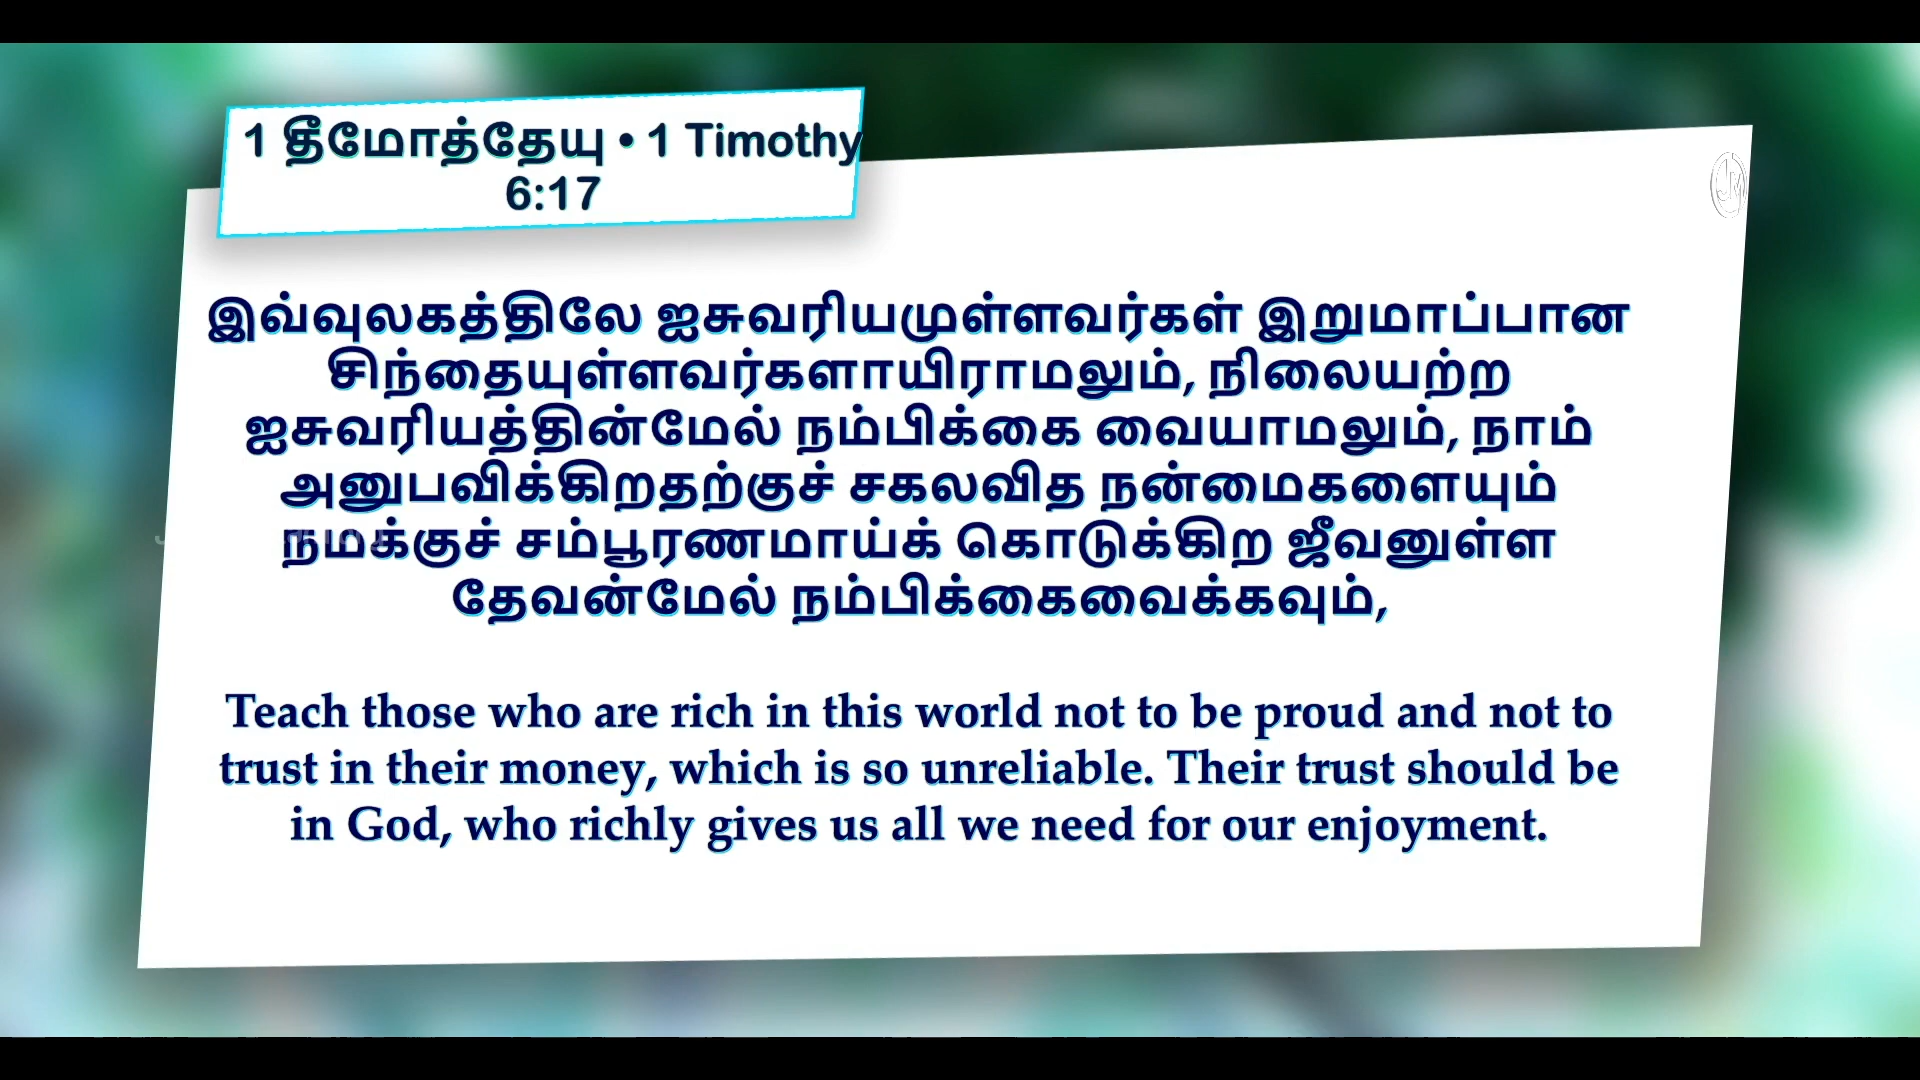 1 தீமோத்தேயு • 1 Timothy
6:17
இவ்வுலகத்திலே ஐசுவரியமுள்ளவர்கள் இறுமாப்பான
சிந்தையுள்ளவர்களாயிராமலும், நிலையற்ற
ஐசுவரியத்தின்மேல் நம்பிக்கை வையாமலும், நாம்
அனுபவிக்கிறதற்குச் சகலவித நன்மைகளையும்
நமக்குச் சம்பூரணமாய்க் கொடுக்கிற ஜீவனுள்ள
தேவன்மேல் நம்பிக்கைவைக்கவும்,
Teach those who are rich in this world not to be proud and not to
trust in their money, which is so unreliable. Their trust should be
in God, who richly gives us all we need for our enjoyment.